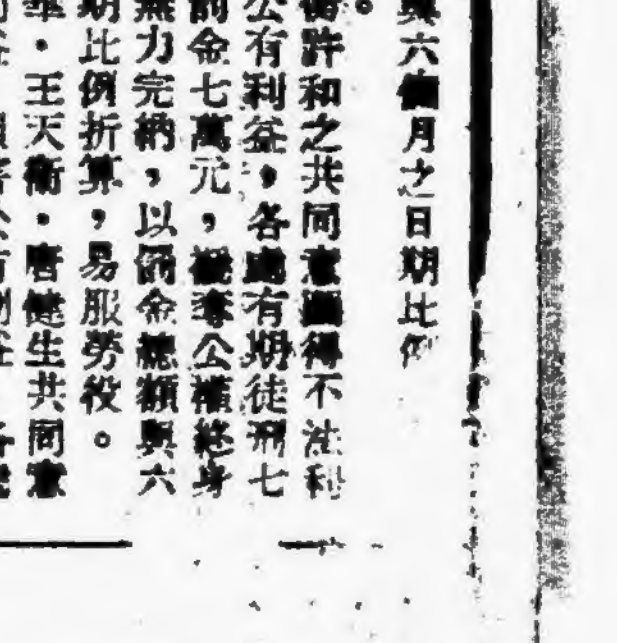 與六個月之日期比例
。
許和之共同意圖得不法利
公有利益，各處有期徒刑七
罰金七萬元，褫奪公權終身
無力完納，以罰金總額與六
期比例折算，易服勞役。
・王天衛・唐健生共同意